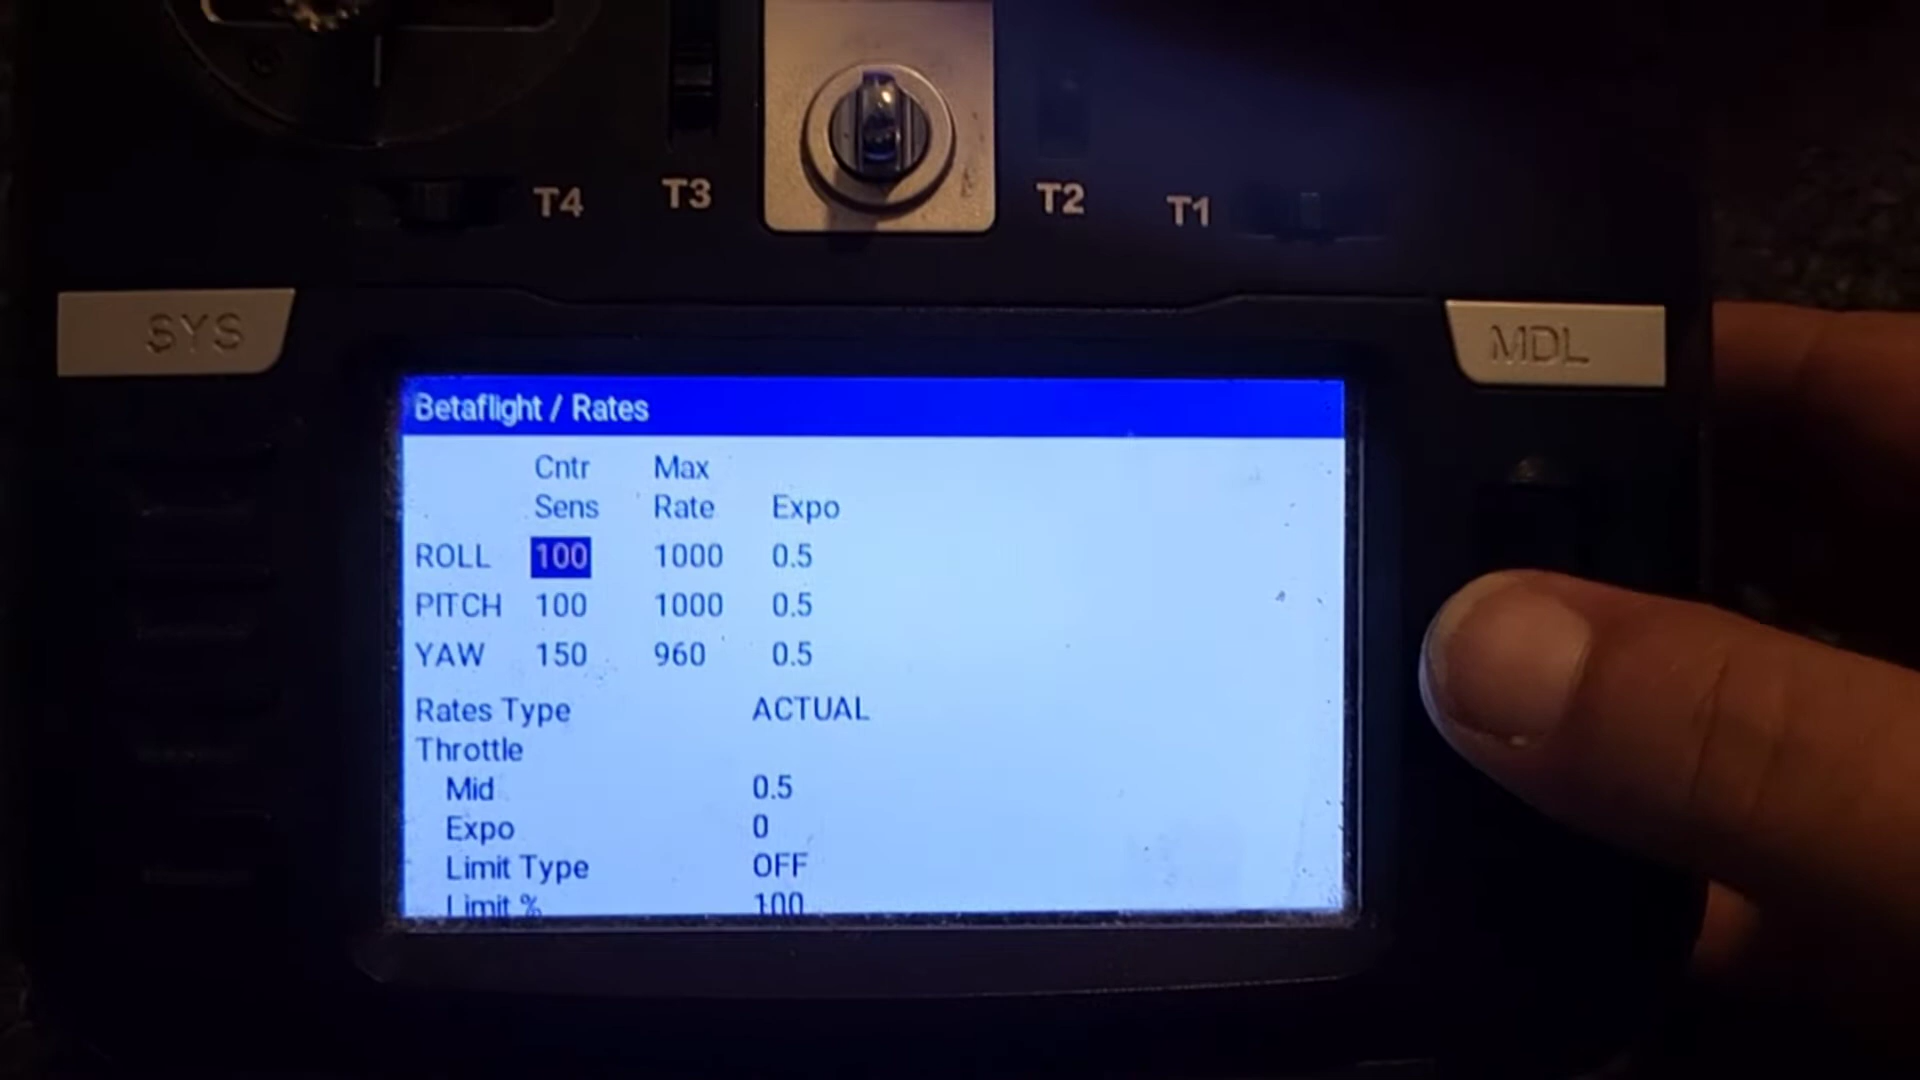 T4 T3 T2 T1
SYS MDL
Betaflight / Rates
Cntr Max
Sens Rate Expo
ROLL 100 1000 0.5
PITCH 100 1000 0.5
YAW 150 960 0.5
Rates Type ACTUAL
Throttle
Mid 0.5
Expo 0
Limit Type OFF
Limit % 100